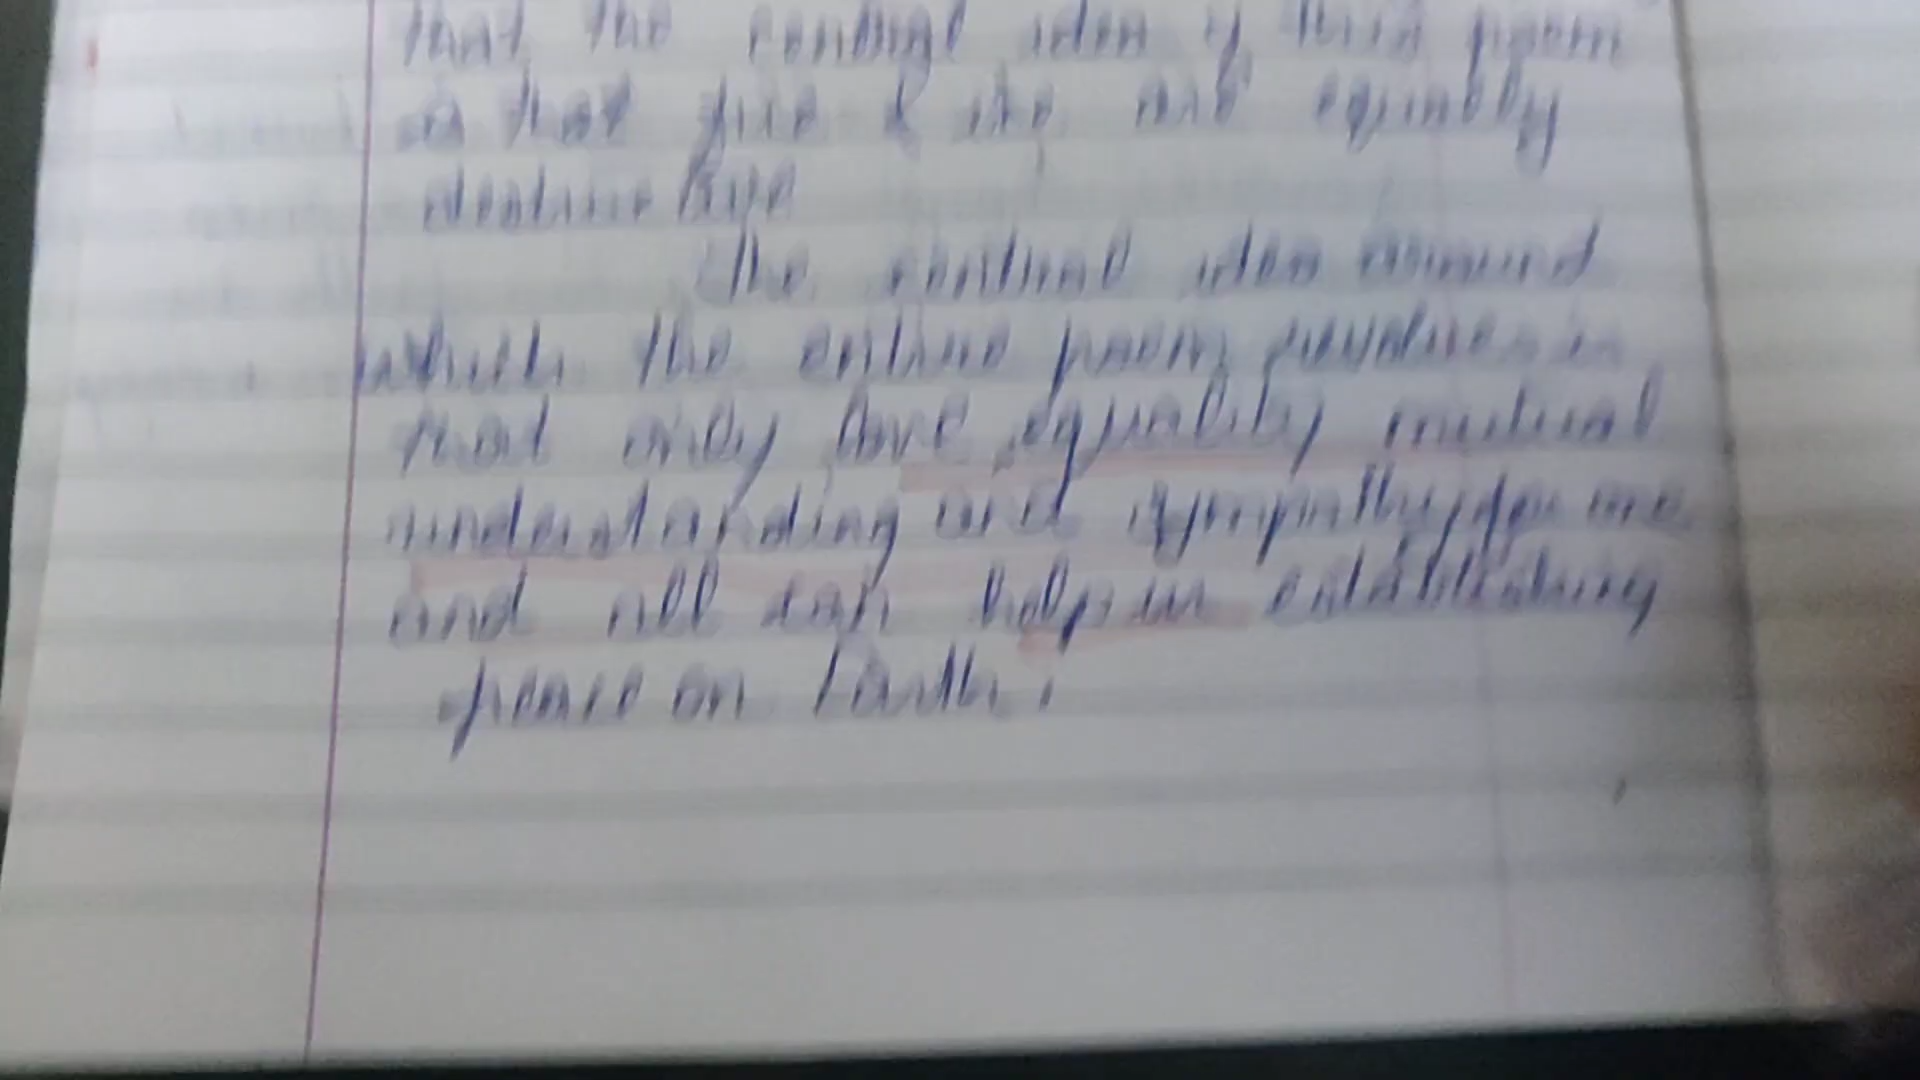 that the central idea of this poem
is that fire & ice are equally
destructive
The central idea around
which the entire poem revolves is
that only love, equality mutual
understanding and sympathy for one
and all can help in establishing
peace on Earth.